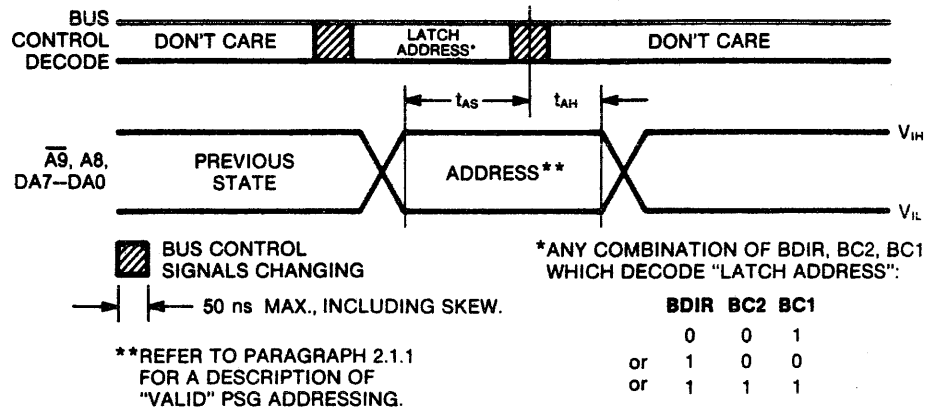 BUS
CONTROL
DECODE
DON'T CARE
LATCH
ADDRESS*
DON'T CARE
tAS
tAH
A9, A8,
DA7--DA0
PREVIOUS
STATE
ADDRESS**
VIH
VIL
BUS CONTROL
SIGNALS CHANGING
50 ns MAX., INCLUDING SKEW.
**REFER TO PARAGRAPH 2.1.1
FOR A DESCRIPTION OF
"VALID" PSG ADDRESSING.
*ANY COMBINATION OF BDIR, BC2, BC1
WHICH DECODE "LATCH ADDRESS":
BDIR BC2 BC1
0 0 1
or 1 0 0
or 1 1 1